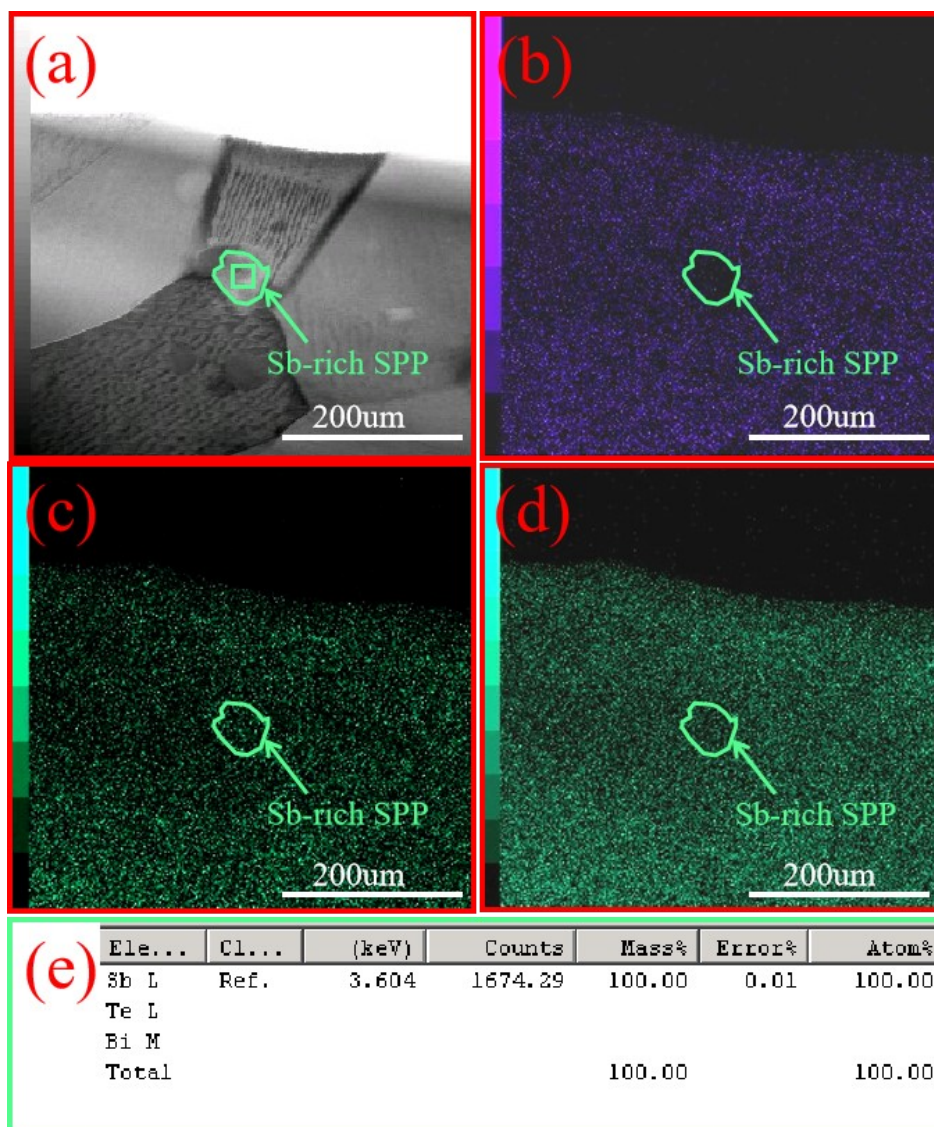 (a)
Sb-rich SPP
200um
(b)
Sb-rich SPP
200um
(c)
Sb-rich SPP
200um
(d)
Sb-rich SPP
200um
(e)
Ele... Cl... (keV) Counts Mass% Error% Atom%
Sb L Ref. 3.604 1674.29 100.00 0.01 100.00
Te L
Bi M
Total 100.00 100.00